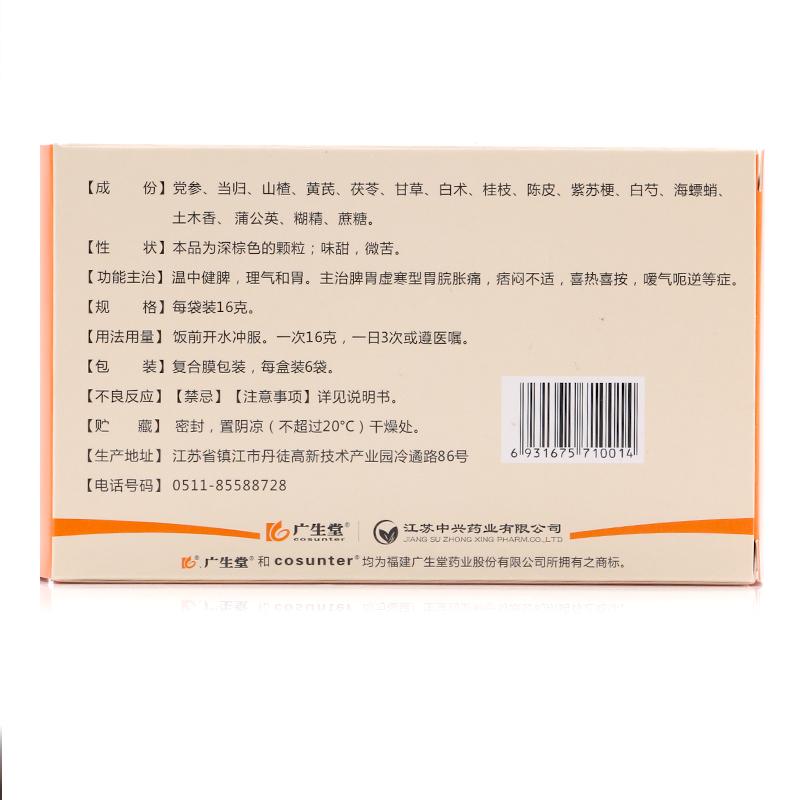 【成 份】党参、当归、山楂、黄芪、茯苓、甘草、白术、桂枝、陈皮、紫苏梗、白芍、海螵蛸、
土木香、蒲公英、糊精、蔗糖。
【性 状】本品为深棕色的颗粒；味甜，微苦。
【功能主治】温中健脾，理气和胃。主治脾胃虚寒型胃脘胀痛，痞闷不适，喜热喜按，嗳气呃逆等症。
【规 格】每袋装16克。
【用法用量】饭前开水冲服。一次16克，一日3次或遵医嘱。
【包 装】复合膜包装，每盒装6袋。
【不良反应】【禁忌】【注意事项】详见说明书。
【贮 藏】密封，置阴凉（不超过20°C）干燥处。
【生产地址】江苏省镇江市丹徒高新技术产业园冷通路86号
【电话号码】0511-85588728
6 931675 710014
广生堂® cosunter
江苏中兴药业有限公司
JIANG SU ZHONG XING PHARM.CO.,LTD
®、广生堂® 和 cosunter® 均为福建广生堂药业股份有限公司所拥有之商标。